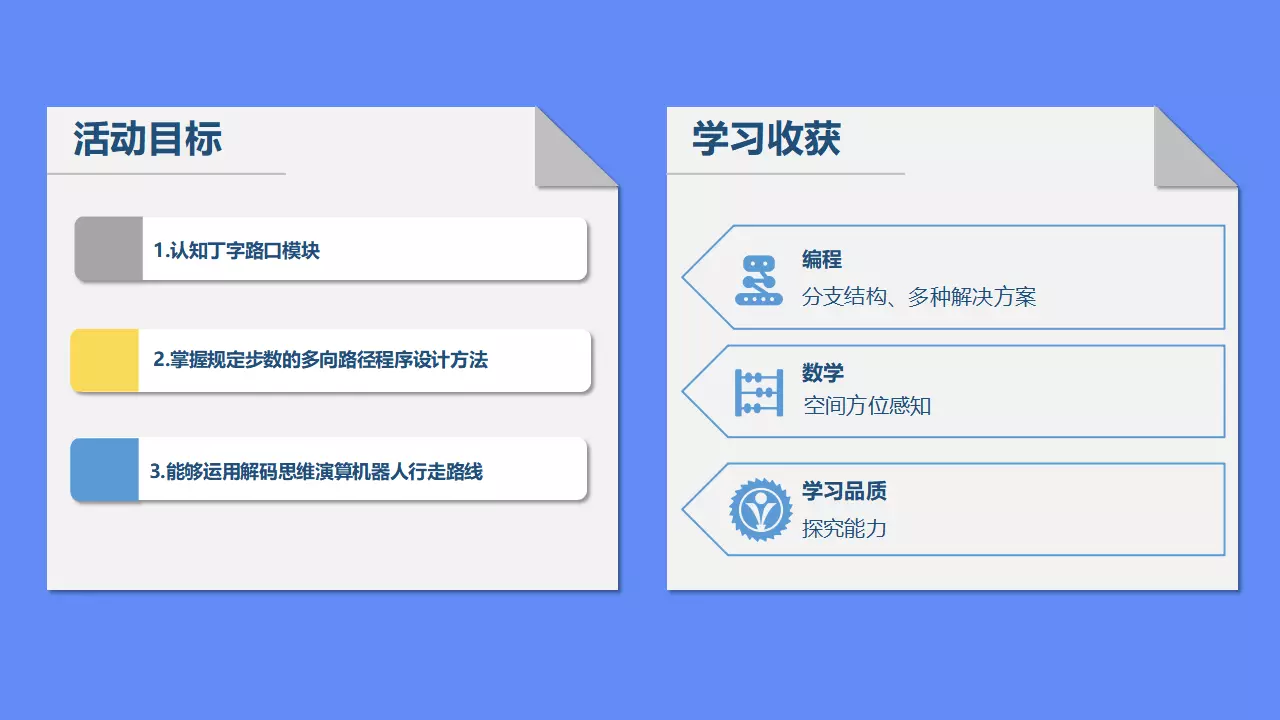 活动目标
1.认知丁字路口模块
2.掌握规定步数的多向路径程序设计方法
3.能够运用解码思维演算机器人行走路线
学习收获
编程
分支结构、多种解决方案
数学
空间方位感知
学习品质
探究能力